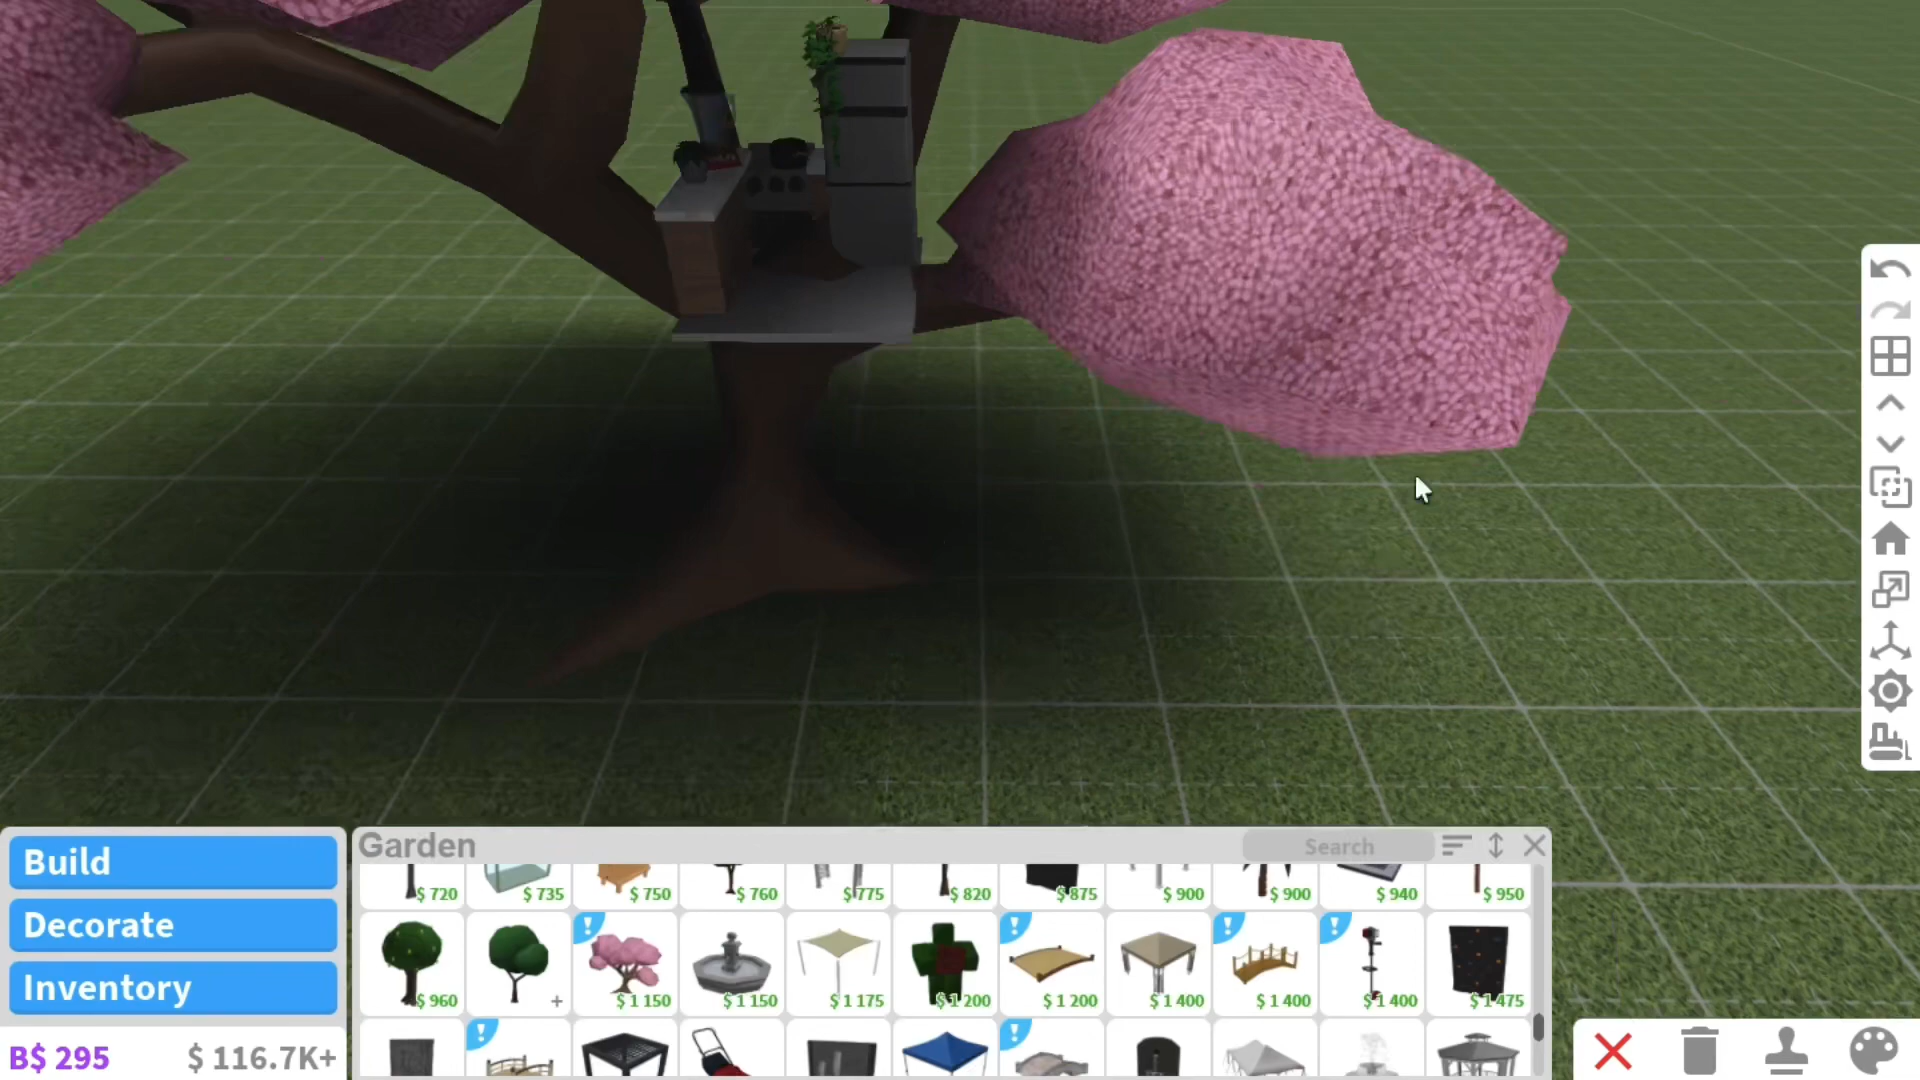 Build
Decorate
Inventory
B$ 295
$ 116.7K+
Garden
Search
$ 720
$ 735
$ 750
$ 760
$ 775
$ 820
$ 875
$ 900
$ 900
$ 940
$ 950
$ 960
+
$ 1 150
$ 1 150
$ 1 175
$ 1 200
$ 1 200
$ 1 400
$ 1 400
$ 1 400
$ 1 475